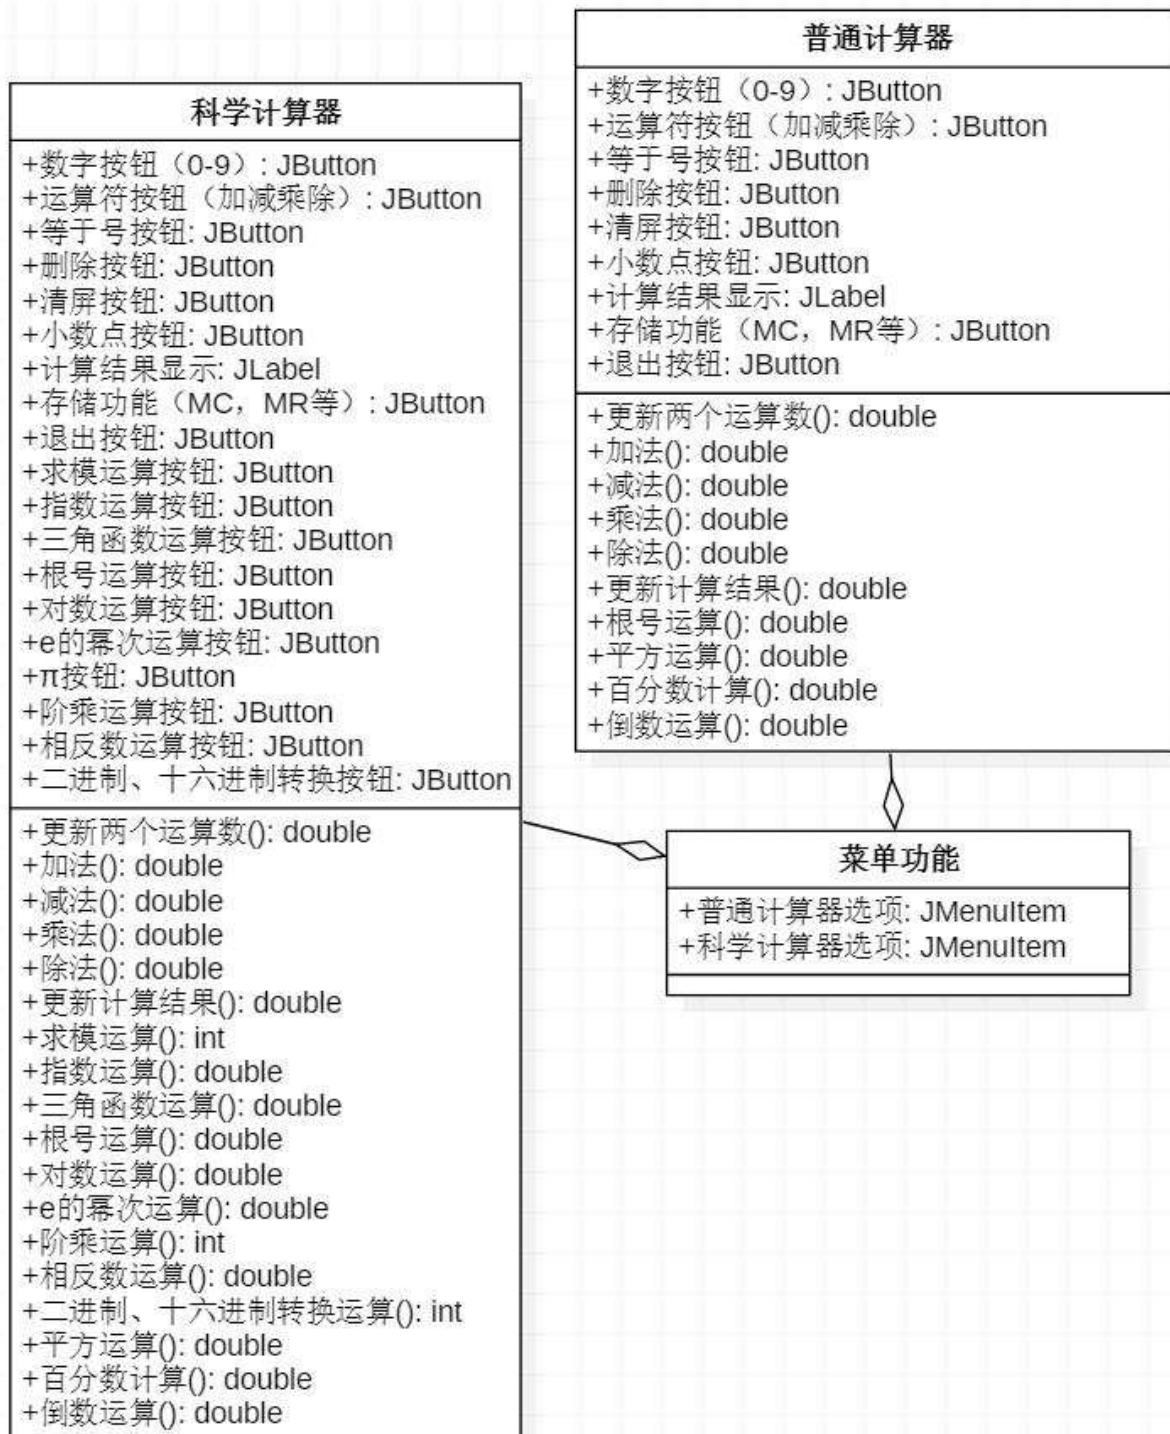 科学计算器
+数字按钮（0-9）: JButton
+运算符按钮（加减乘除）: JButton
+等于号按钮: JButton
+删除按钮: JButton
+清屏按钮: JButton
+小数点按钮: JButton
+计算结果显示: JLabel
+存储功能（MC，MR等）: JButton
+退出按钮: JButton
+求模运算按钮: JButton
+指数运算按钮: JButton
+三角函数运算按钮: JButton
+根号运算按钮: JButton
+对数运算按钮: JButton
+e的幂次运算按钮: JButton
+π按钮: JButton
+阶乘运算按钮: JButton
+相反数运算按钮: JButton
+二进制、十六进制转换按钮: JButton
+更新两个运算数(): double
+加法(): double
+减法(): double
+乘法(): double
+除法(): double
+更新计算结果(): double
+求模运算(): int
+指数运算(): double
+三角函数运算(): double
+根号运算(): double
+对数运算(): double
+e的幂次运算(): double
+阶乘运算(): int
+相反数运算(): double
+二进制、十六进制转换运算(): int
+平方运算(): double
+百分数计算(): double
+倒数运算(): double
普通计算器
+数字按钮（0-9）: JButton
+运算符按钮（加减乘除）: JButton
+等于号按钮: JButton
+删除按钮: JButton
+清屏按钮: JButton
+小数点按钮: JButton
+计算结果显示: JLabel
+存储功能（MC，MR等）: JButton
+退出按钮: JButton
+更新两个运算数(): double
+加法(): double
+减法(): double
+乘法(): double
+除法(): double
+更新计算结果(): double
+根号运算(): double
+平方运算(): double
+百分数计算(): double
+倒数运算(): double
菜单功能
+普通计算器选项: JMenuItem
+科学计算器选项: JMenuItem